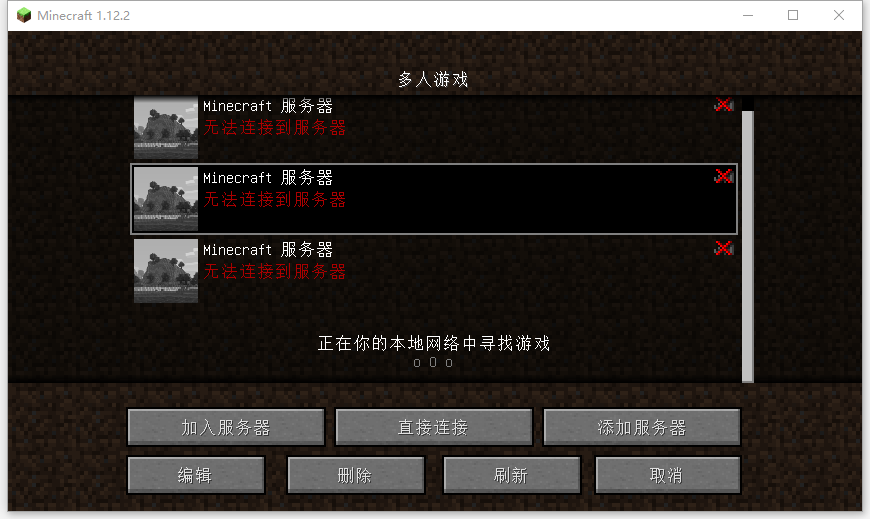 Minecraft 1.12.2
多人游戏
Minecraft 服务器
无法连接到服务器
Minecraft 服务器
无法连接到服务器
Minecraft 服务器
无法连接到服务器
正在你的本地网络中寻找游戏
o O o
加入服务器
直接连接
添加服务器
编辑
删除
刷新
取消